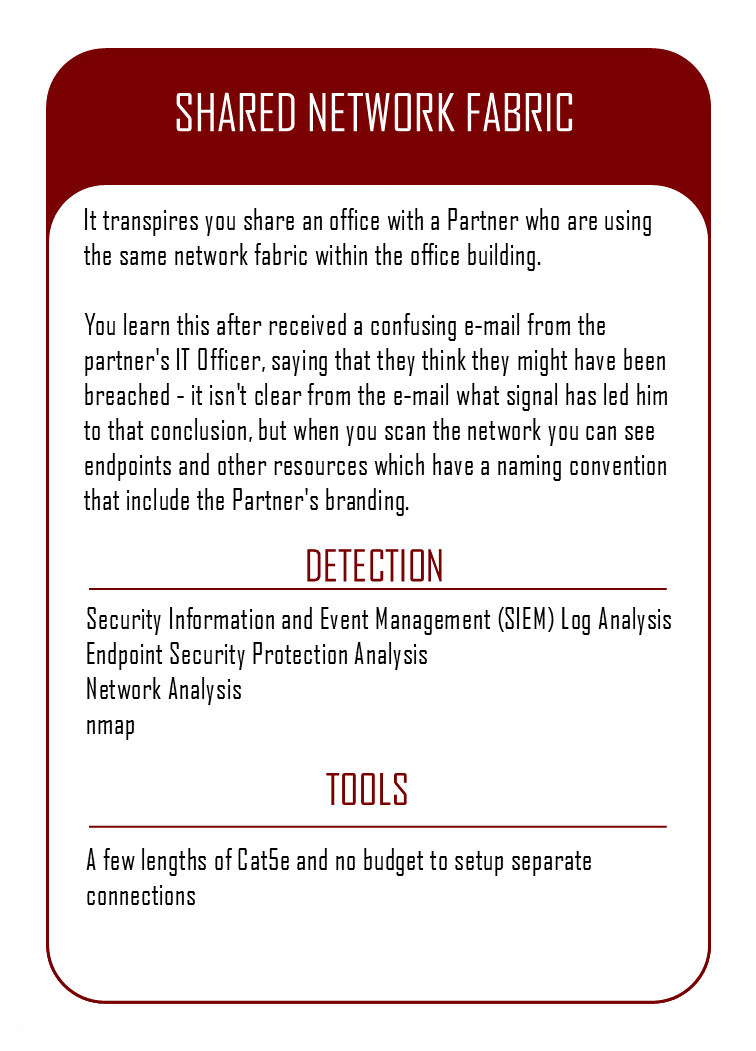 SHARED NETWORK FABRIC
It transpires you share an office with a Partner who are using
the same network fabric within the office building.
You learn this after received a confusing e-mail from the
partner's IT Officer, saying that they think they might have been
breached - it isn't clear from the e-mail what signal has led him
to that conclusion, but when you scan the network you can see
endpoints and other resources which have a naming convention
that include the Partner's branding.
DETECTION
Security Information and Event Management (SIEM) Log Analysis
Endpoint Security Protection Analysis
Network Analysis
nmap
TOOLS
A few lengths of Cat5e and no budget to setup separate
connections